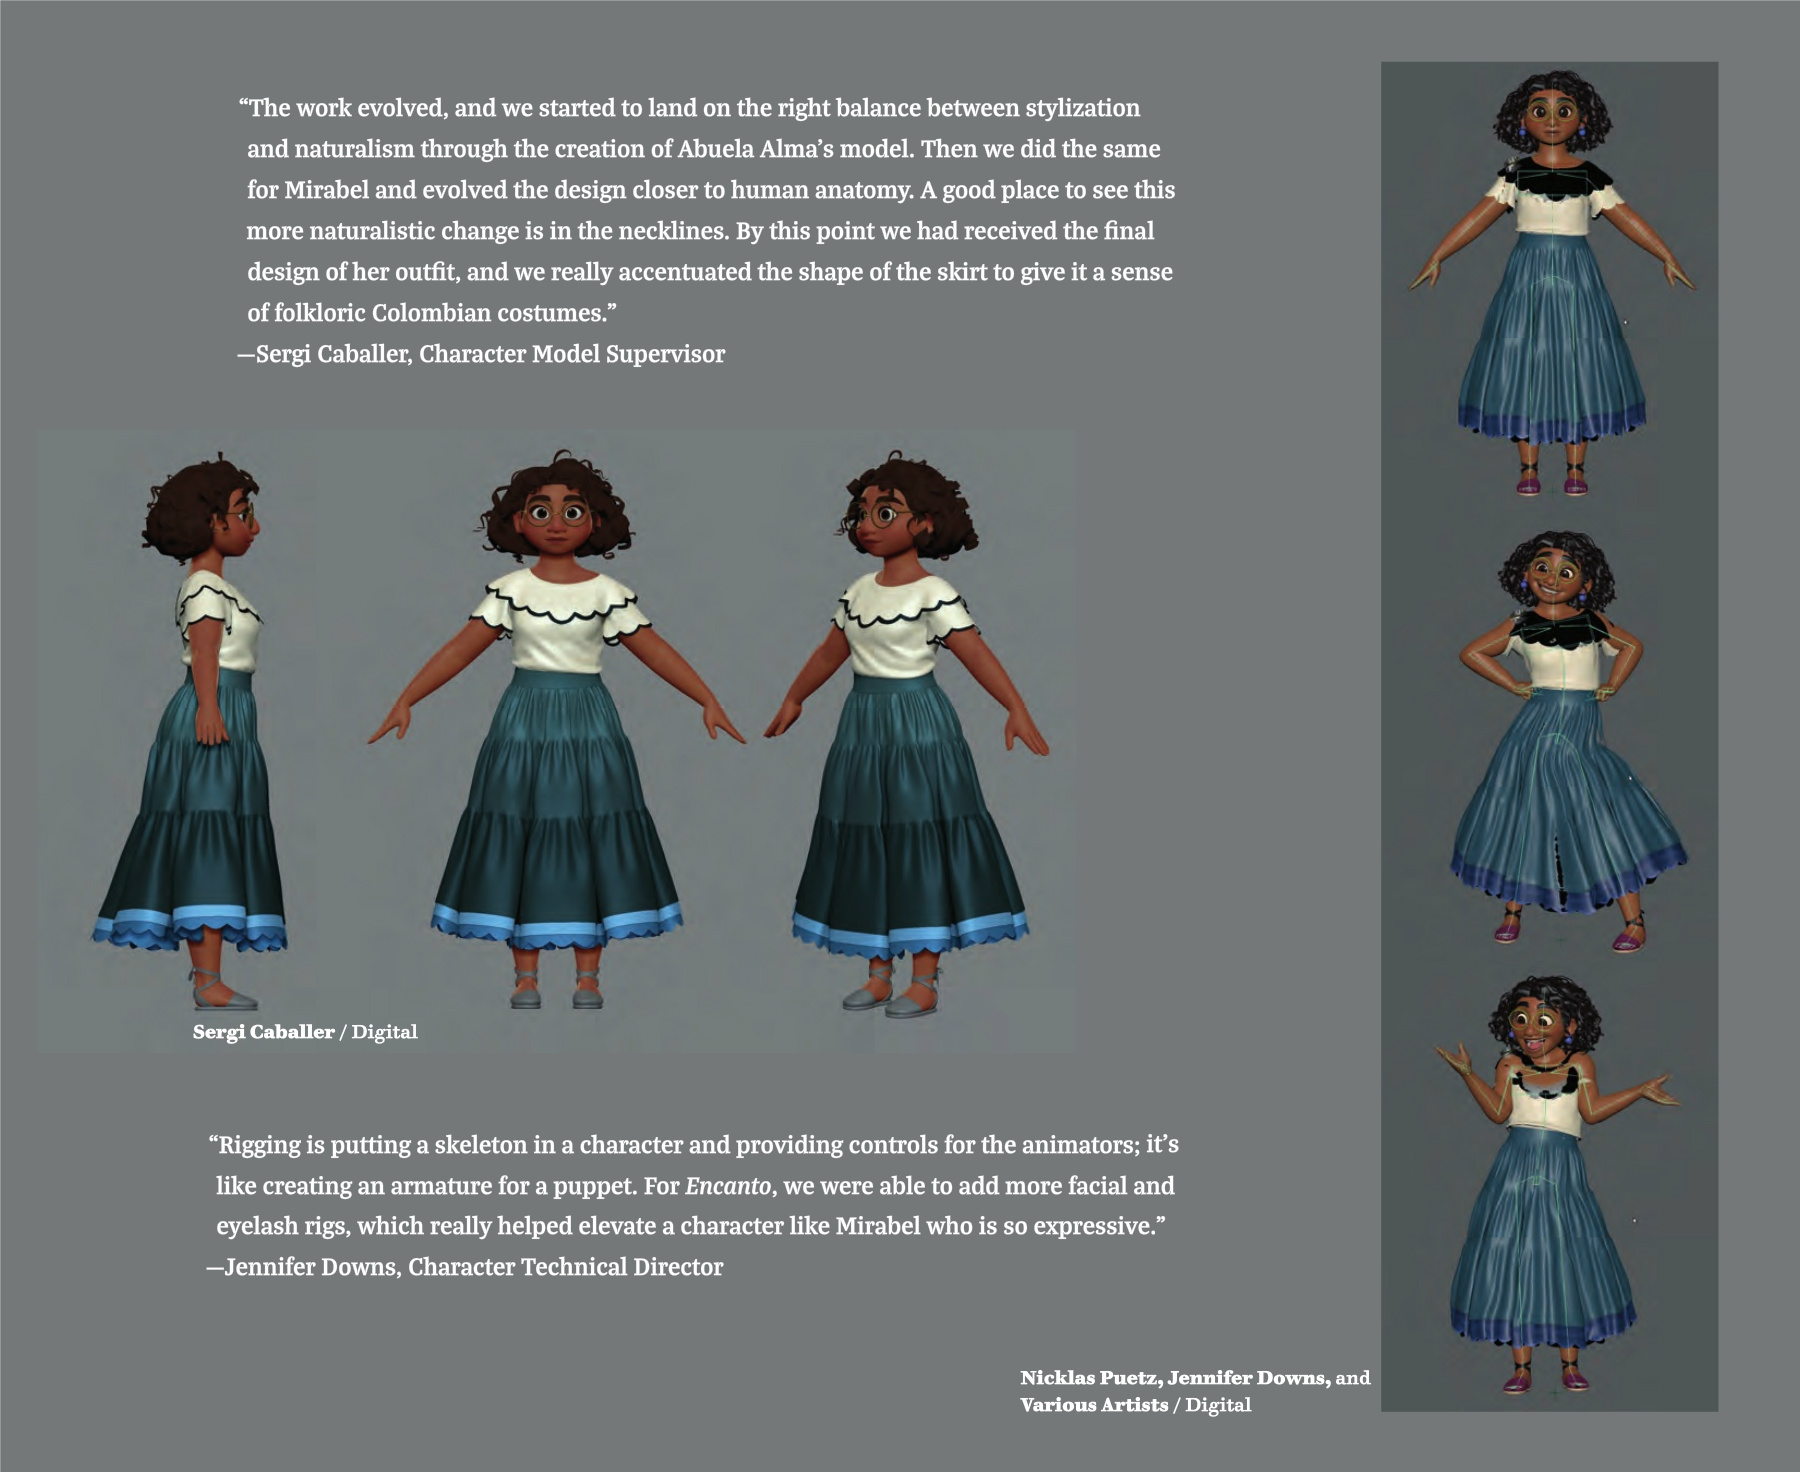 “The work evolved, and we started to land on the right balance between stylization
and naturalism through the creation of Abuela Alma’s model. Then we did the same
for Mirabel and evolved the design closer to human anatomy. A good place to see this
more naturalistic change is in the necklines. By this point we had received the final
design of her outfit, and we really accentuated the shape of the skirt to give it a sense
of folkloric Colombian costumes.”
—Sergi Caballer, Character Model Supervisor
Sergi Caballer / Digital
“Rigging is putting a skeleton in a character and providing controls for the animators; it’s
like creating an armature for a puppet. For Encanto, we were able to add more facial and
eyelash rigs, which really helped elevate a character like Mirabel who is so expressive.”
—Jennifer Downs, Character Technical Director
Nicklas Puetz, Jennifer Downs, and
Various Artists / Digital